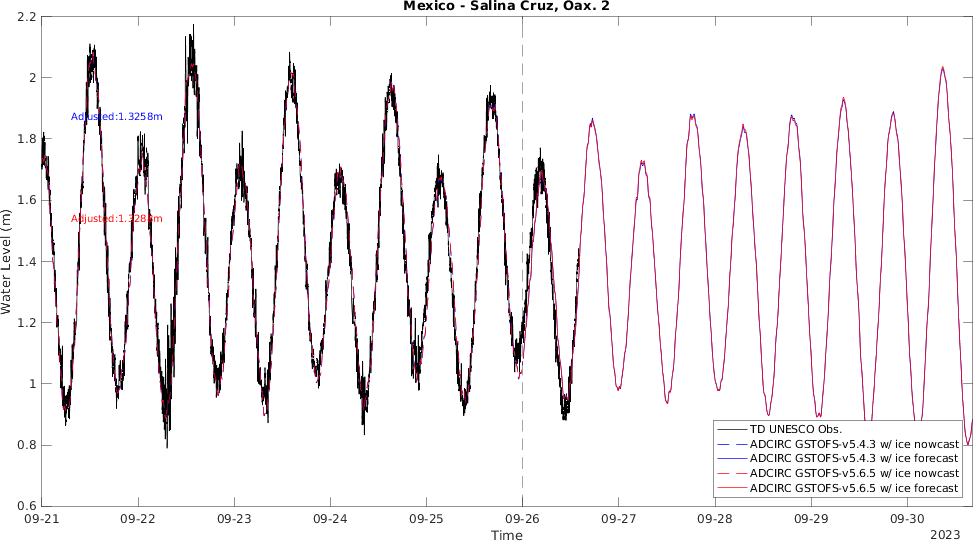 Mexico - Salina Cruz, Oax. 2
2.2
2
1.8
1.6
1.4
1.2
1
0.8
0.6
Water Level (m)
Adjusted:1.3258m
Adjusted:1.3288m
TD UNESCO Obs.
ADCIRC GSTOFS-v5.4.3 w/ ice nowcast
ADCIRC GSTOFS-v5.4.3 w/ ice forecast
ADCIRC GSTOFS-v5.6.5 w/ ice nowcast
ADCIRC GSTOFS-v5.6.5 w/ ice forecast
09-21 09-22 09-23 09-24 09-25 09-26 09-27 09-28 09-29 09-30
Time
2023